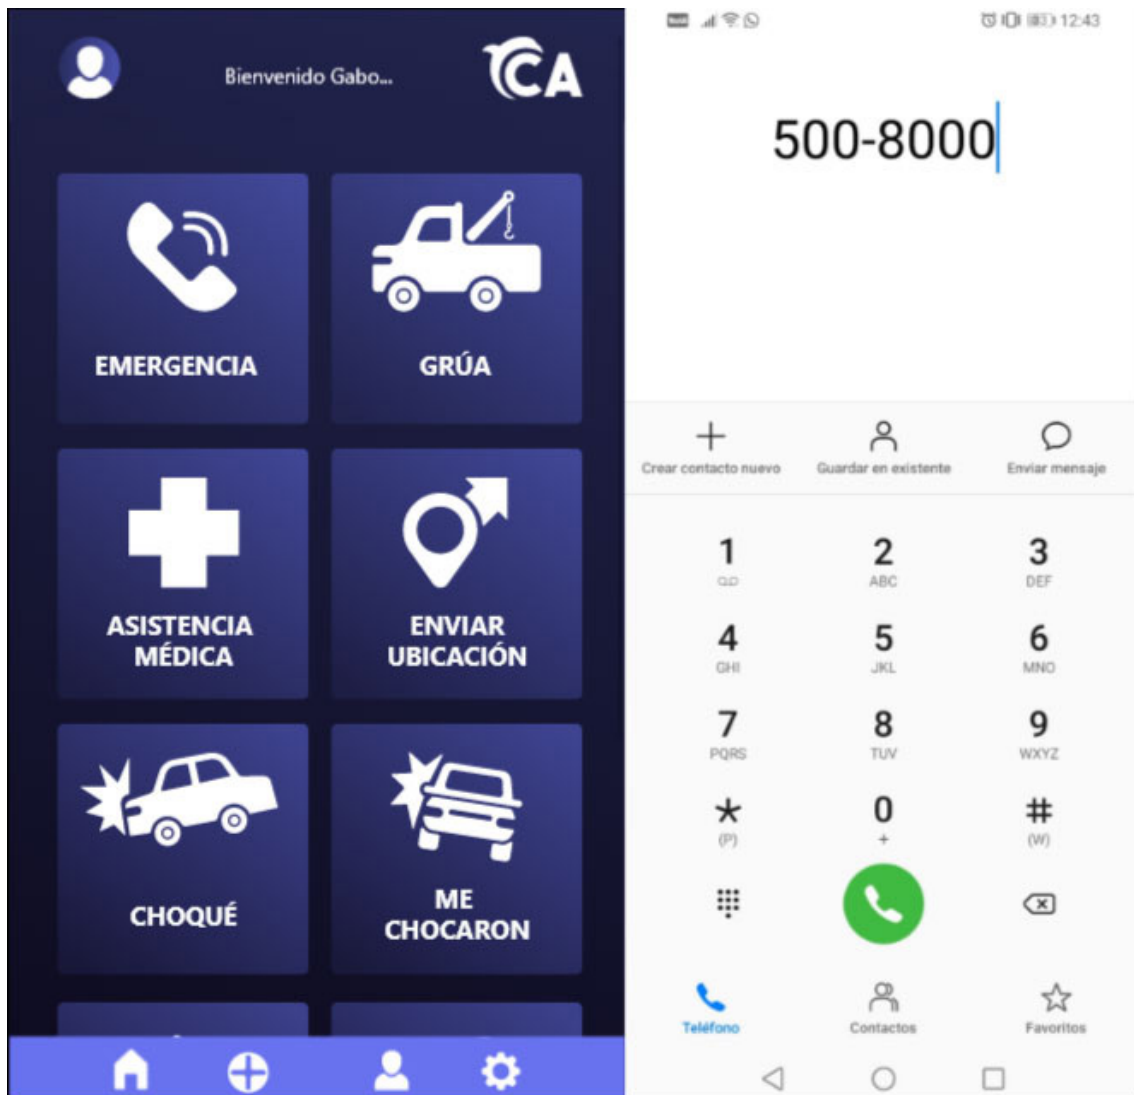 Bienvenido Gabo...
CA
EMERGENCIA
GRÚA
ASISTENCIA
MÉDICA
ENVIAR
UBICACIÓN
CHOQUÉ
ME
CHOCARON
12:43
500-8000
Crear contacto nuevo
Guardar en existente
Enviar mensaje
1
2
ABC
3
DEF
4
GHI
5
JKL
6
MNO
7
PQRS
8
TUV
9
WXYZ
*
(P)
0
+
#
(W)
Teléfono
Contactos
Favoritos